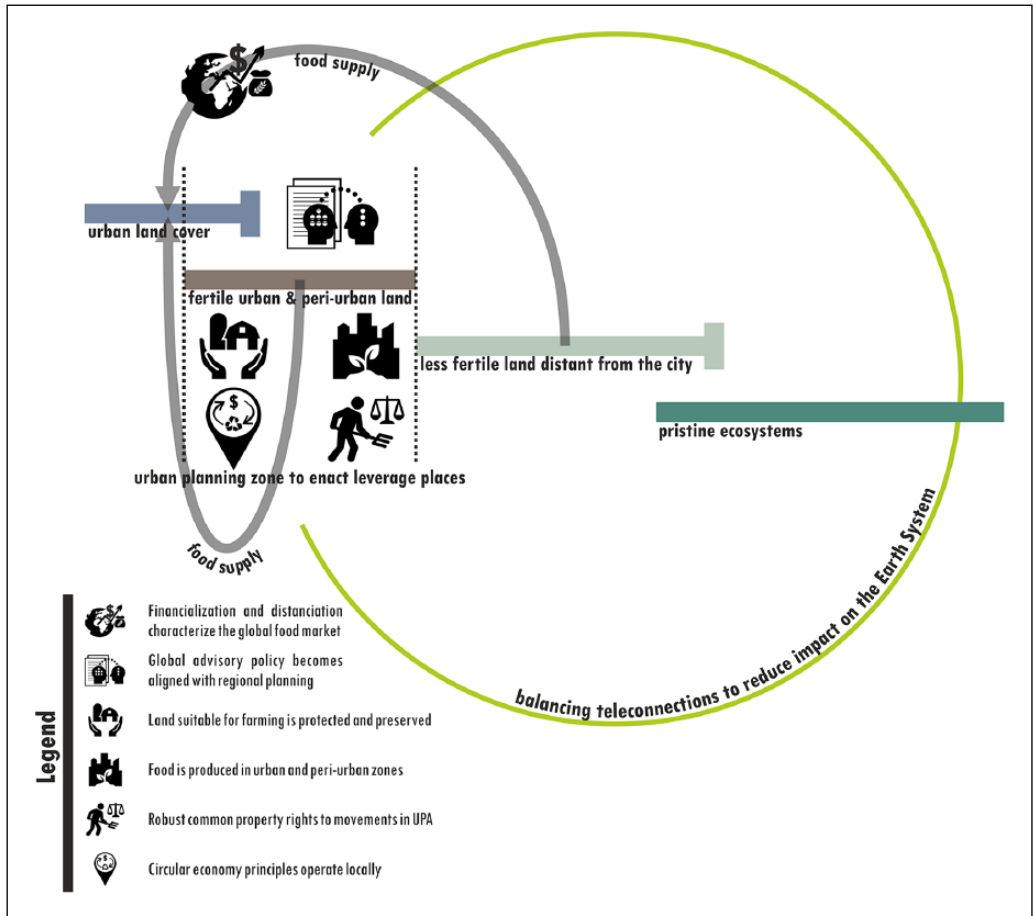 food supply
$
urban land cover
fertile urban & peri-urban land
less fertile land distant from the city
$
pristine ecosystems
urban planning zone to enact leverage places
food supply
balancing teleconnections to reduce impact on the Earth System
Legend
Financialization and distanciation
characterize the global food market
Global advisory policy becomes
aligned with regional planning
Land suitable for farming is protected and preserved
Food is produced in urban and peri-urban zones
Robust common property rights to movements in UPA
Circular economy principles operate locally